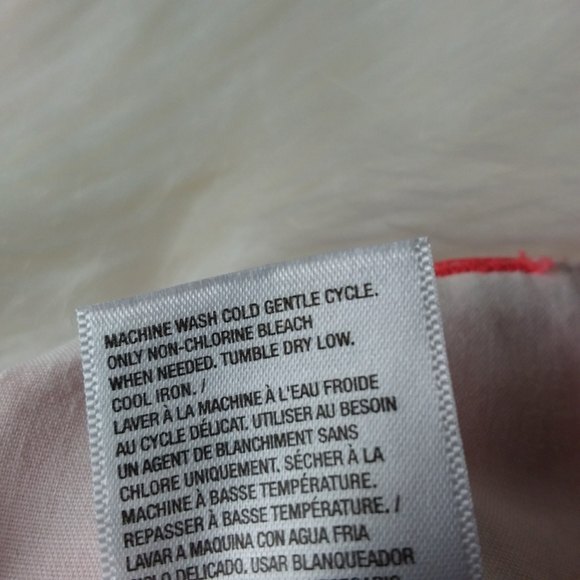 MACHINE WASH COLD GENTLE CYCLE.
ONLY NON-CHLORINE BLEACH
WHEN NEEDED. TUMBLE DRY LOW.
COOL IRON. /
LAVER À LA MACHINE À L'EAU FROIDE
AU CYCLE DÉLICAT. UTILISER AU BESOIN
UN AGENT DE BLANCHIMENT SANS
CHLORE UNIQUEMENT. SÉCHER À LA
MACHINE À BASSE TEMPÉRATURE.
REPASSER À BASSE TEMPÉRATURE. /
LAVAR A MAQUINA CON AGUA FRIA
DELICADO. USAR BLANQUEADOR